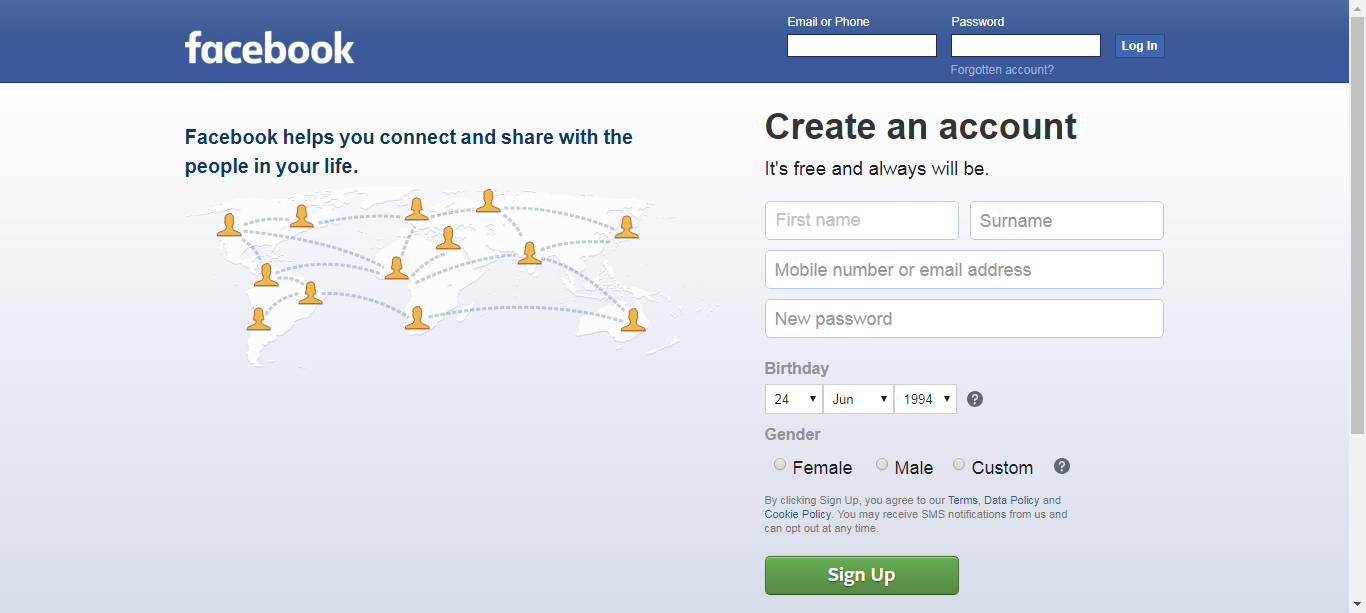 facebook
Email or Phone
Password
Log In
Forgotten account?
Facebook helps you connect and share with the
people in your life.
Create an account
It's free and always will be.
First name
Surname
Mobile number or email address
New password
Birthday
24 Jun 1994 ?
Gender
Female Male Custom ?
By clicking Sign Up, you agree to our Terms, Data Policy and
Cookie Policy. You may receive SMS notifications from us and
can opt out at any time.
Sign Up